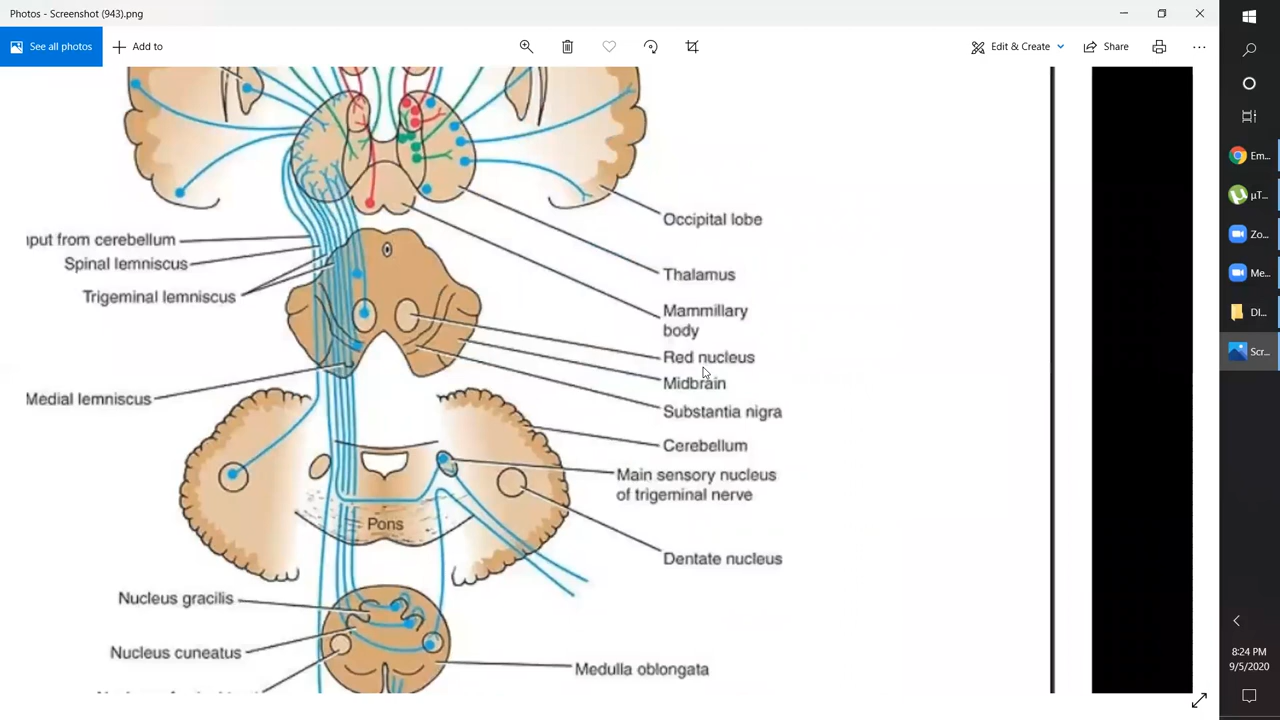 Photos - Screenshot (943).png
See all photos
Add to
Edit & Create
Share
Occipital lobe
from cerebellum
Spinal lemniscus
Thalamus
Trigeminal lemniscus
Mammillary
body
Red nucleus
Midbrain
Medial lemniscus
Substantia nigra
Cerebellum
Main sensory nucleus
of trigeminal nerve
Pons
Dentate nucleus
Nucleus gracilis
Nucleus cuneatus
Medulla oblongata
Em...
µT...
Zo...
Me...
DI...
Scr...
8:24 PM
9/5/2020